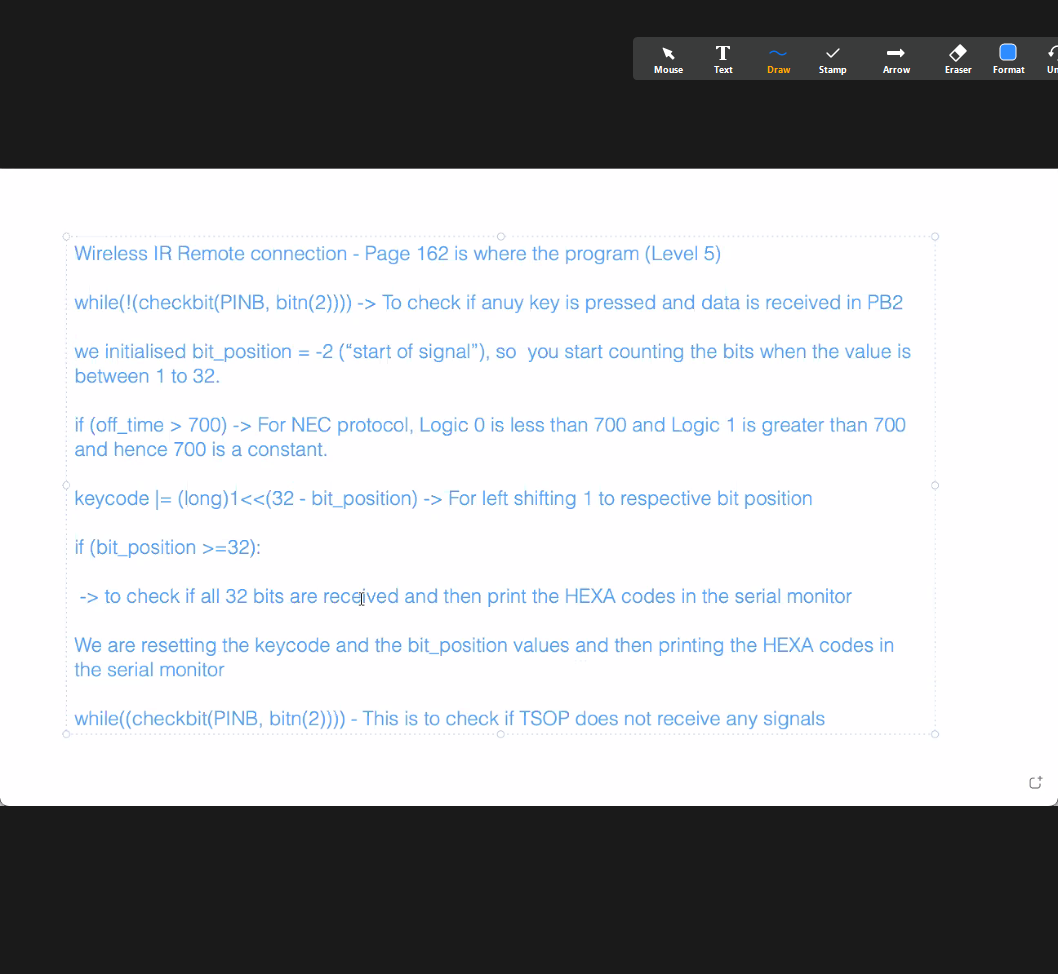 Mouse Text Draw Stamp Arrow Eraser Format
Wireless IR Remote connection - Page 162 is where the program (Level 5)
while(!(checkbit(PINB, bitn(2)))) -> To check if anuy key is pressed and data is received in PB2
we initialised bit_position = -2 (“start of signal”), so  you start counting the bits when the value is
between 1 to 32.
if (off_time > 700) -> For NEC protocol, Logic 0 is less than 700 and Logic 1 is greater than 700
and hence 700 is a constant.
keycode |= (long)1<<(32 - bit_position) -> For left shifting 1 to respective bit position
if (bit_position >=32):
-> to check if all 32 bits are received and then print the HEXA codes in the serial monitor
We are resetting the keycode and the bit_position values and then printing the HEXA codes in
the serial monitor
while((checkbit(PINB, bitn(2)))) - This is to check if TSOP does not receive any signals